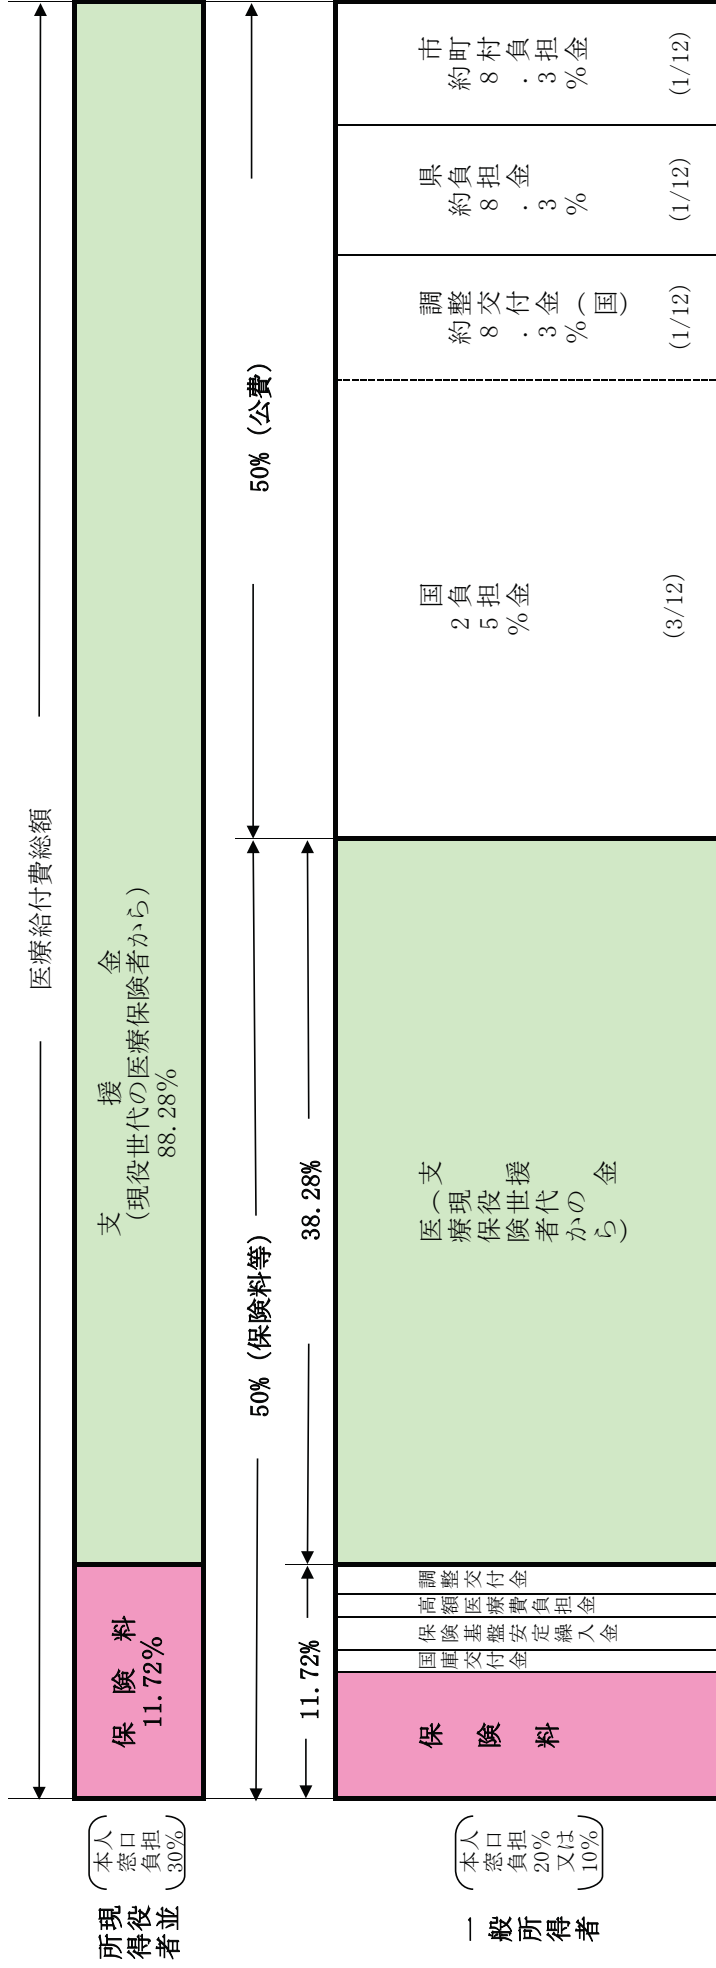 医療給付費総額
現役並
所得者
本人
窓口
負担
30%
保険料
11.72%
支援金
(現役世代の医療保険者から)
88.28%
50% (保険料等)
50% (公費)
11.72%
38.28%
一般所得者
本人
窓口
負担
20%
又は
10%
保険料
国庫交付金
保険基盤安定繰入金
高額医療費負担金
調整交付金
支援金
(現役世代の
医療保険者から)
国負担金
25%
(3/12)
調整交付金(国)
約8.3%
(1/12)
県負担金
約8.3%
(1/12)
市町村負担金
約8.3%
(1/12)